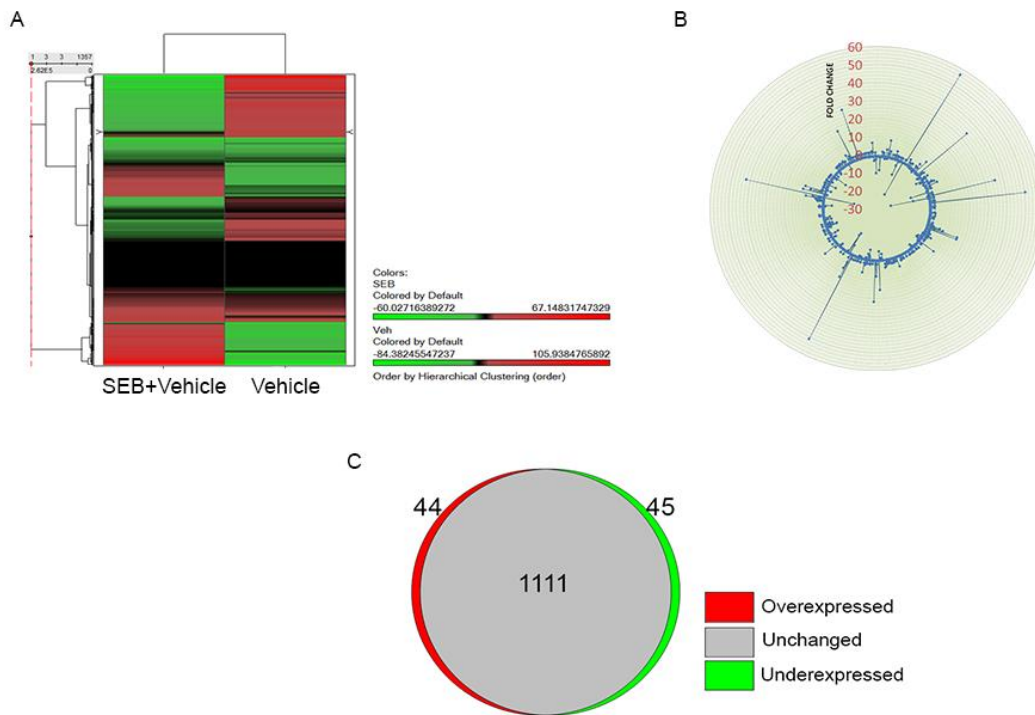 A
1 3 3 1357
2.62E5 0
SEB+Vehicle Vehicle
Colors:
SEB
Colored by Default
-60.02716389272 67.14831747329
Veh
Colored by Default
-84.38245547237 105.9384765892
Order by Hierarchical Clustering (order)
B
FOLD CHANGE
60
50
40
30
20
10
0
-10
-20
-30
C
44 45
1111
Overexpressed
Unchanged
Underexpressed